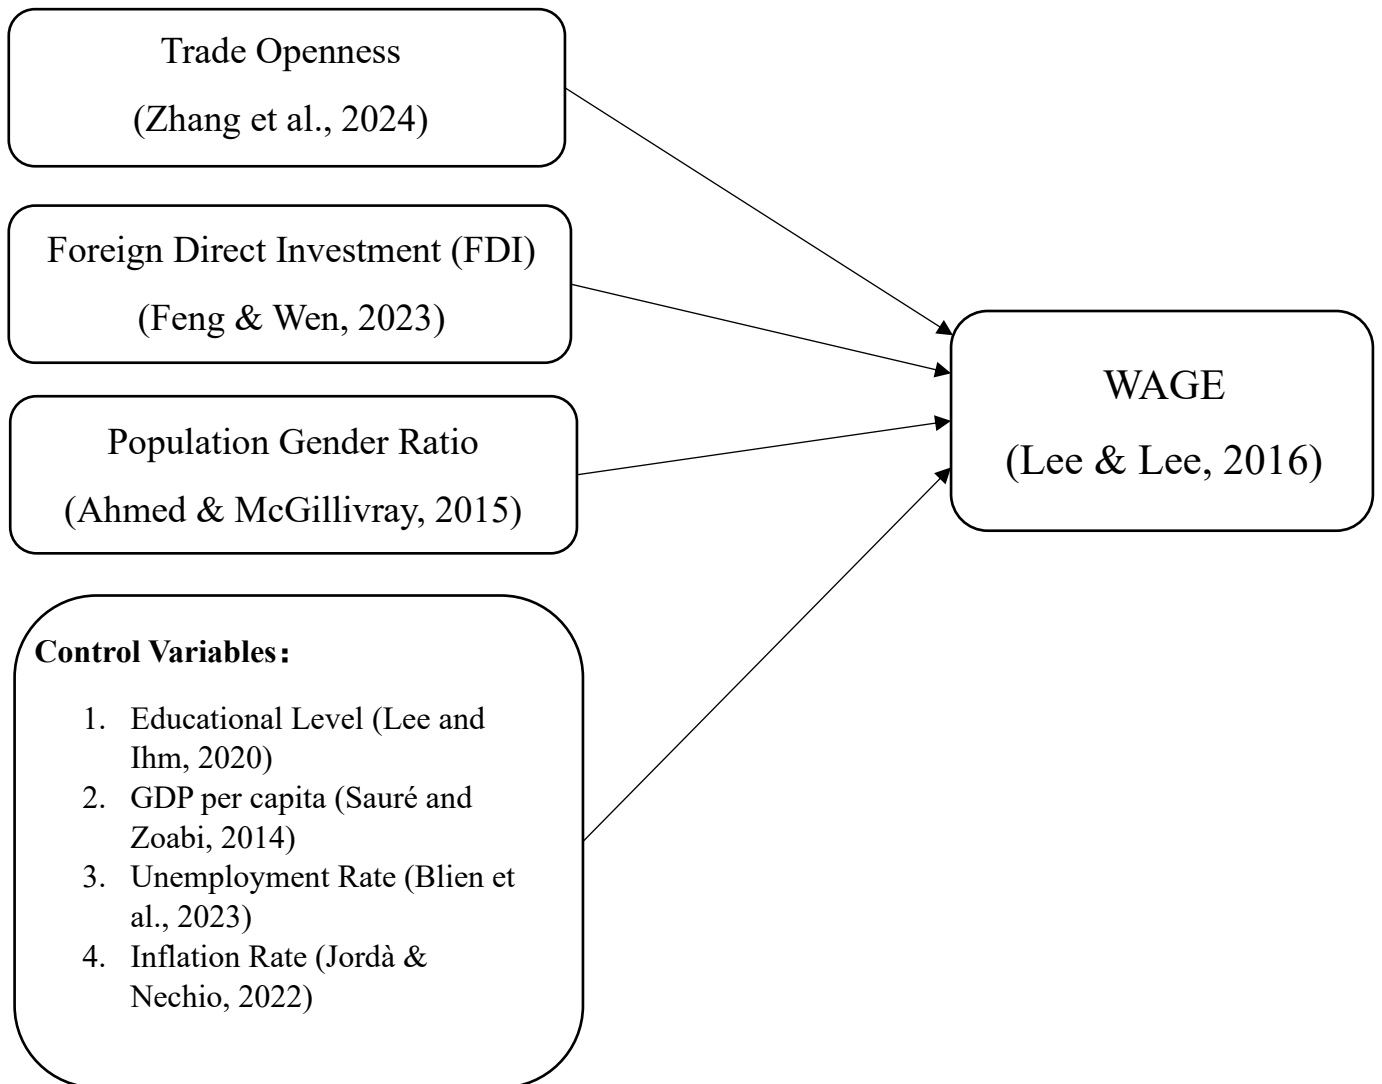 Trade Openness
(Zhang et al., 2024)
Foreign Direct Investment (FDI)
(Feng & Wen, 2023)
Population Gender Ratio
(Ahmed & McGillivray, 2015)
WAGE
(Lee & Lee, 2016)
Control Variables：
1. Educational Level (Lee and
Ihm, 2020)
2. GDP per capita (Sauré and
Zoabi, 2014)
3. Unemployment Rate (Blien et
al., 2023)
4. Inflation Rate (Jordà &
Nechio, 2022)